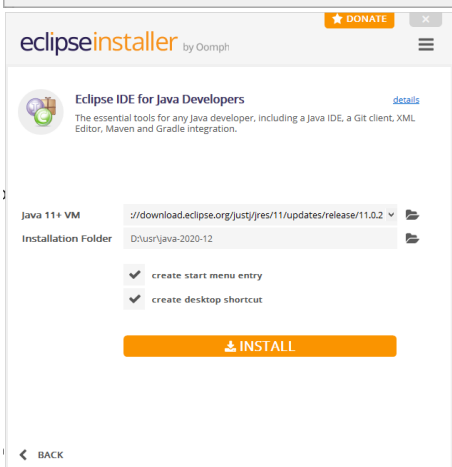 ★ DONATE
eclipseinstaller by Oomph
Eclipse IDE for Java Developers
details
The essential tools for any Java developer, including a Java IDE, a Git client, XML
Editor, Maven and Gradle integration.
Java 11+ VM
://download.eclipse.org/justj/jres/11/updates/release/11.0.2
Installation Folder
D:\usr\java-2020-12
create start menu entry
create desktop shortcut
INSTALL
BACK